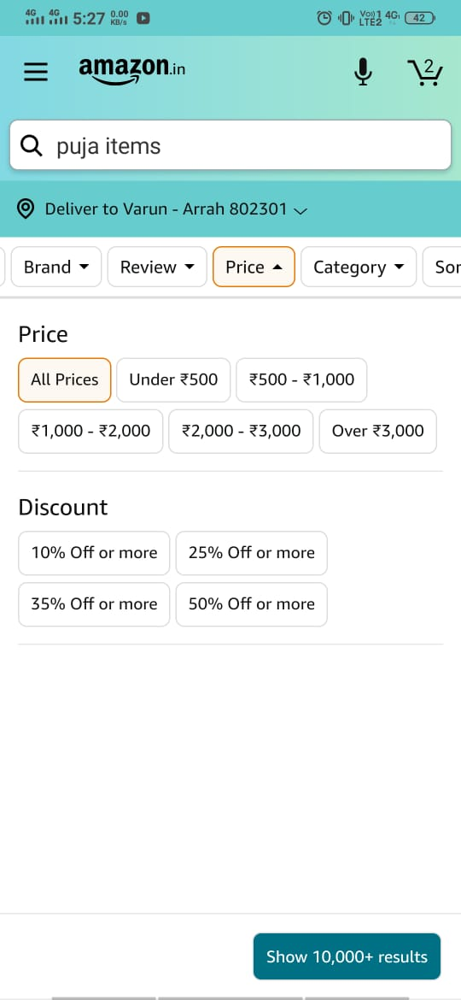 4G 4G 5:27 0.00 KB/s Vo) 1 4G LTE2 42
amazon.in
2
puja items
Deliver to Varun - Arrah 802301
Brand Review Price Category Sor
Price
All Prices Under ₹500 ₹500 - ₹1,000
₹1,000 - ₹2,000 ₹2,000 - ₹3,000 Over ₹3,000
Discount
10% Off or more 25% Off or more
35% Off or more 50% Off or more
Show 10,000+ results